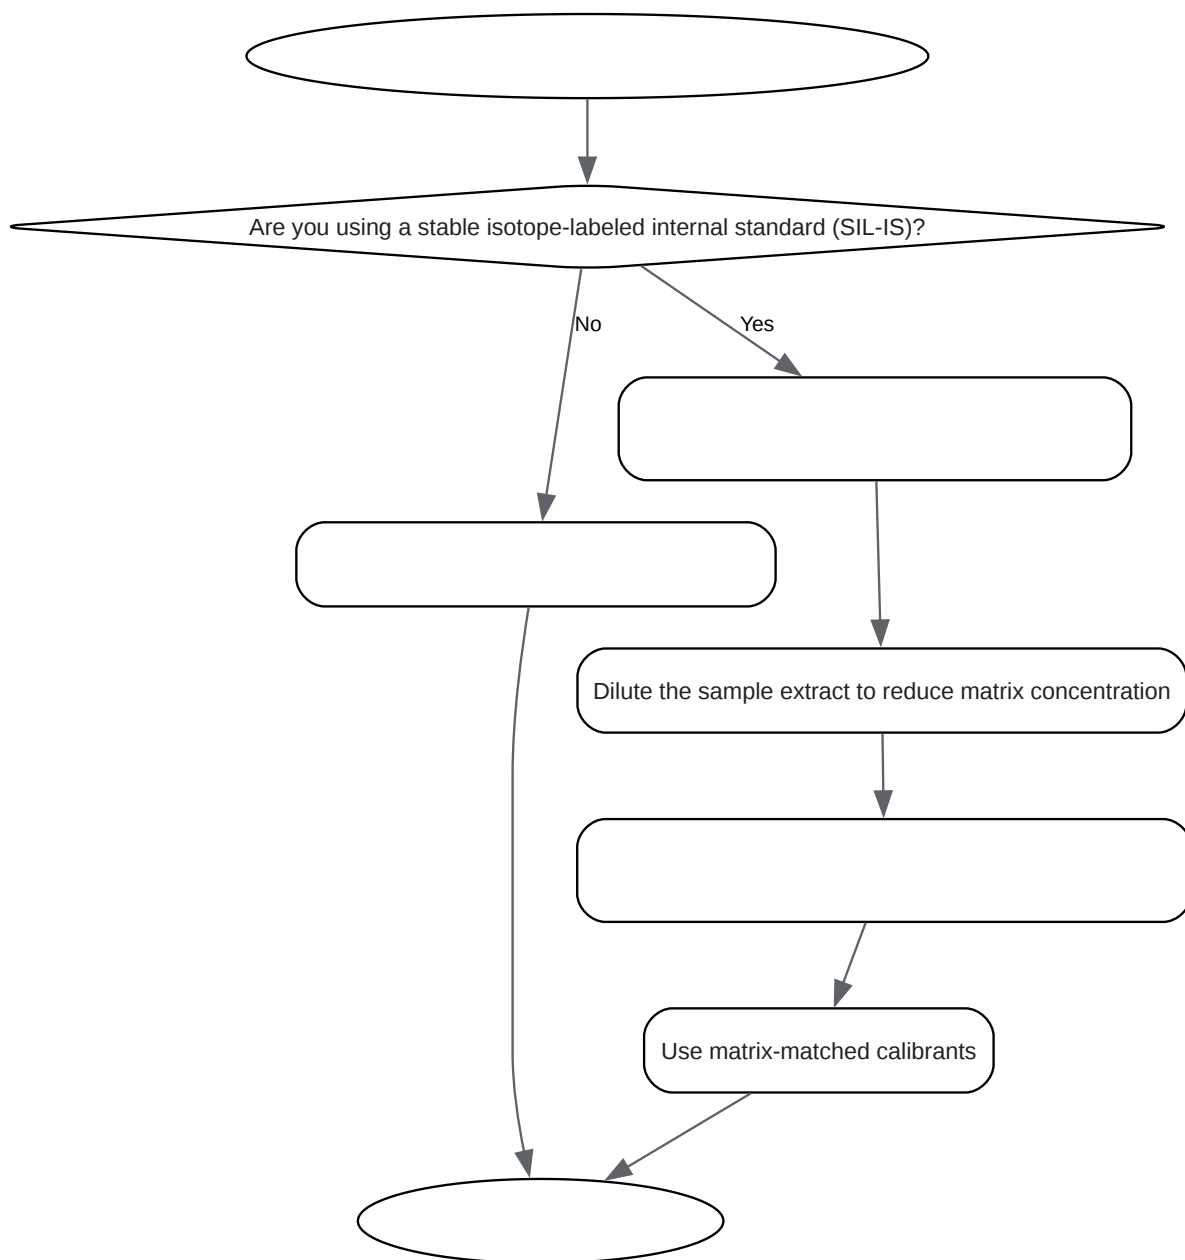 Are you using a stable isotope-labeled internal standard (SIL-IS)?
No
Yes
Dilute the sample extract to reduce matrix concentration
Use matrix-matched calibrants